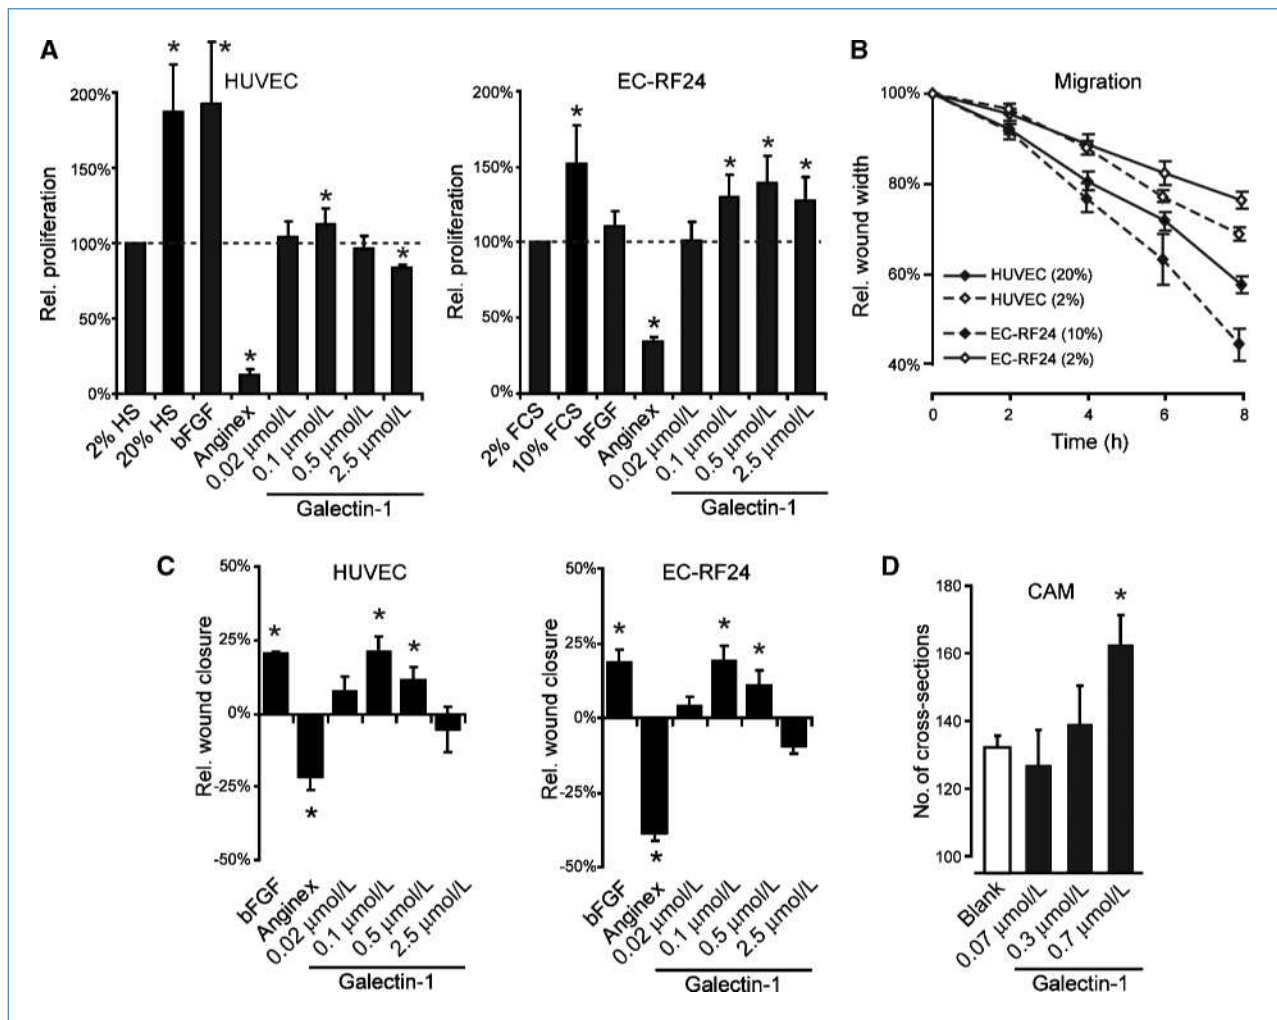 A
HUVEC
Rel. proliferation
200%
150%
100%
50%
0%
* * * * *
2% HS
20% HS
bFGF
Anginex
0.02 µmol/L
0.1 µmol/L
0.5 µmol/L
2.5 µmol/L
Galectin-1
EC-RF24
Rel. proliferation
200%
150%
100%
50%
0%
* * * * *
2% FCS
10% FCS
bFGF
Anginex
0.02 µmol/L
0.1 µmol/L
0.5 µmol/L
2.5 µmol/L
Galectin-1
B
Migration
Rel. wound width
100%
80%
60%
40%
HUVEC (20%)
HUVEC (2%)
EC-RF24 (10%)
EC-RF24 (2%)
0 2 4 6 8
Time (h)
C
HUVEC
Rel. wound closure
50%
25%
0%
-25%
-50%
* * * *
bFGF
Anginex
0.02 µmol/L
0.1 µmol/L
0.5 µmol/L
2.5 µmol/L
Galectin-1
EC-RF24
Rel. wound closure
50%
25%
0%
-25%
-50%
* * * *
bFGF
Anginex
0.02 µmol/L
0.1 µmol/L
0.5 µmol/L
2.5 µmol/L
Galectin-1
D
CAM
No. of cross-sections
180
160
140
120
100
*
Blank
0.07 µmol/L
0.3 µmol/L
0.7 µmol/L
Galectin-1